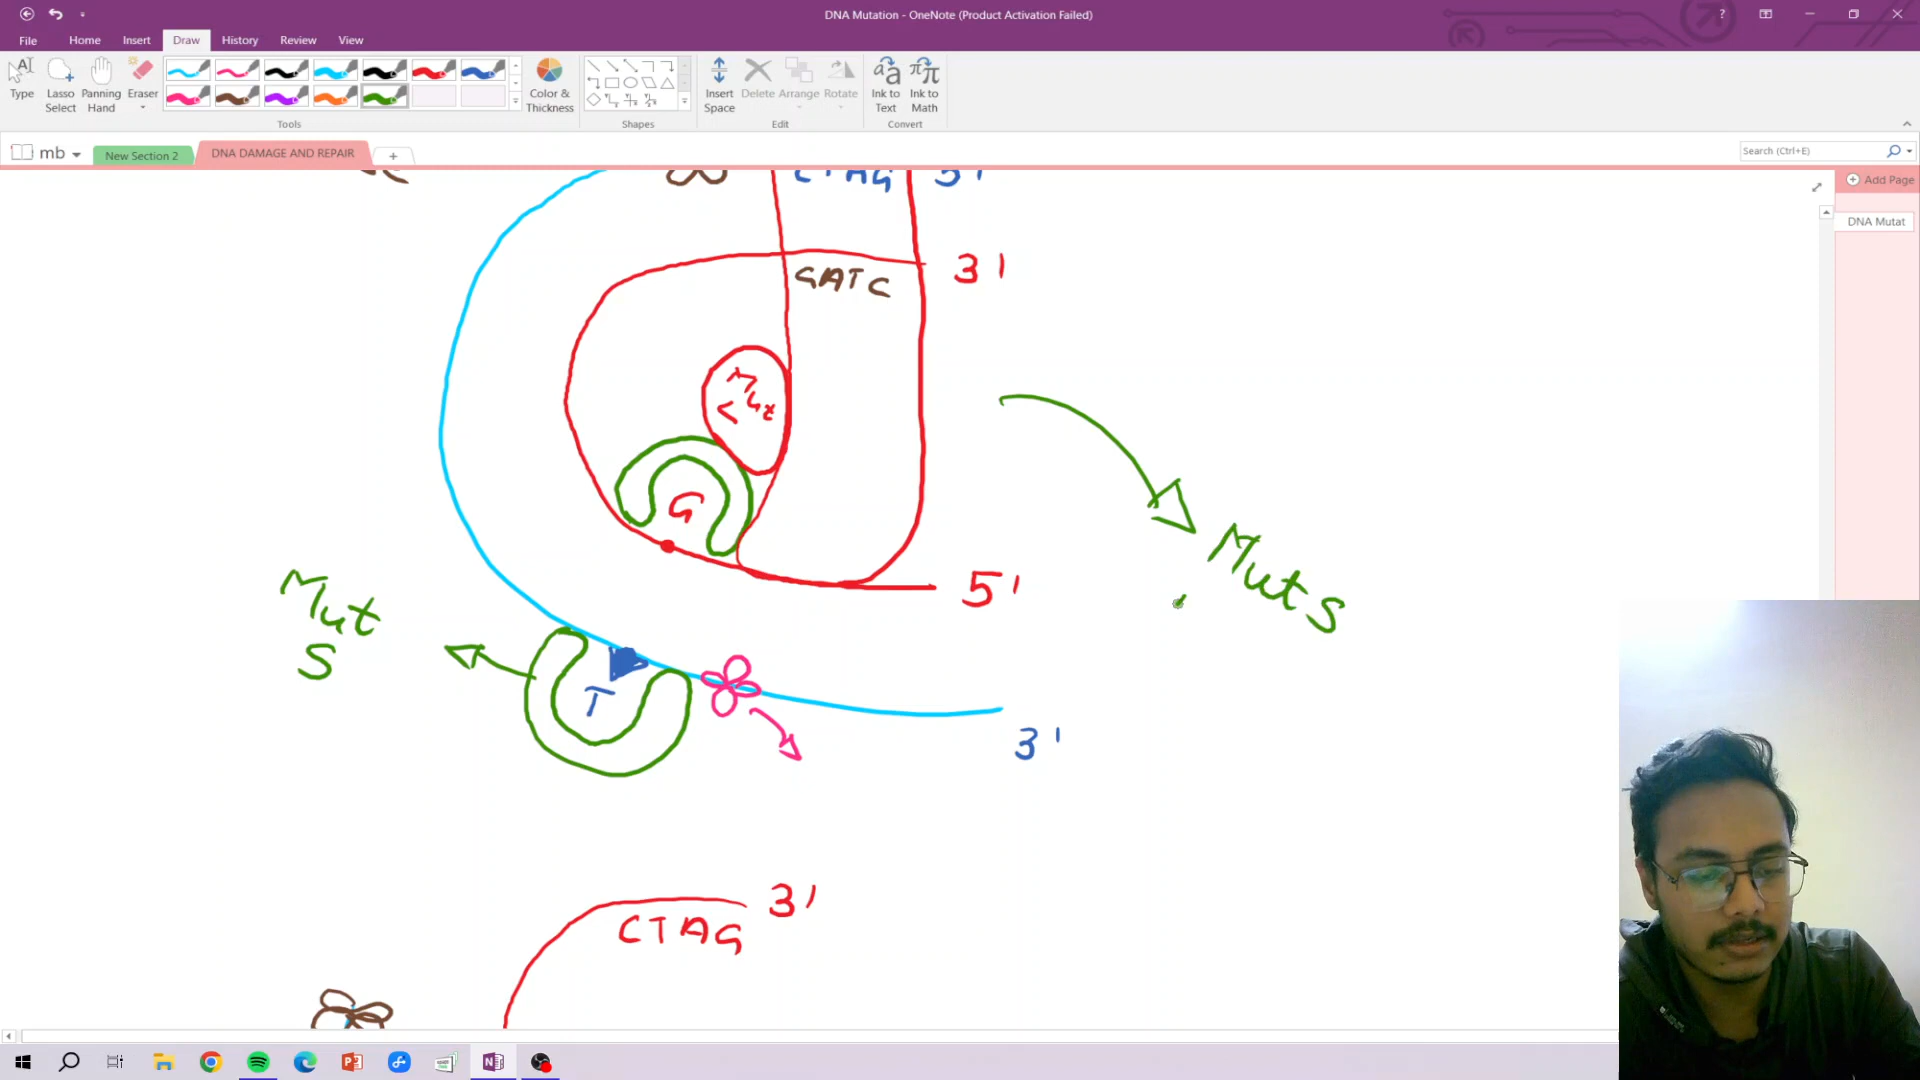 DNA Mutation - OneNote (Product Activation Failed)
?
File
Home
Insert
Draw
History
Review
View
Type
Lasso
Select
Panning
Hand
Eraser
Color &
Thickness
Insert
Space
Delete
Arrange
Rotate
Ink to
Text
Ink to
Math
Tools
Shapes
Edit
Convert
mb
New Section 2
DNA DAMAGE AND REPAIR
+
Search (Ctrl+E)
Add Page
DNA Mutat
CTAG
GATC
3'
G
Mut S
5'
Mut
S
T
3'
3'
CTAG